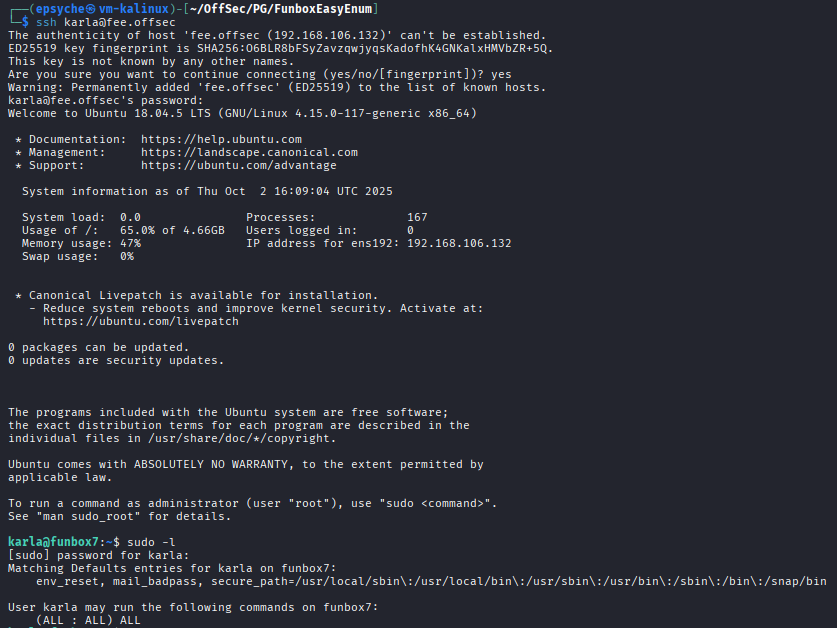 ┌──(epsyche㉿vm-kalinux)-[~/OffSec/PG/FunboxEasyEnum]
└─$ ssh karla@fee.offsec
The authenticity of host 'fee.offsec (192.168.106.132)' can't be established.
ED25519 key fingerprint is SHA256:O6BLR8bFSyZavzqwjyqsKadofhK4GNKalxHMVbZR+5Q.
This key is not known by any other names.
Are you sure you want to continue connecting (yes/no/[fingerprint])? yes
Warning: Permanently added 'fee.offsec' (ED25519) to the list of known hosts.
karla@fee.offsec's password:
Welcome to Ubuntu 18.04.5 LTS (GNU/Linux 4.15.0-117-generic x86_64)

 * Documentation:  https://help.ubuntu.com
 * Management:     https://landscape.canonical.com
 * Support:        https://ubuntu.com/advantage

  System information as of Thu Oct  2 16:09:04 UTC 2025

  System load:  0.0               Processes:             167
  Usage of /:   65.0% of 4.66GB   Users logged in:       0
  Memory usage: 47%               IP address for ens192: 192.168.106.132
  Swap usage:   0%

 * Canonical Livepatch is available for installation.
   - Reduce system reboots and improve kernel security. Activate at:
     https://ubuntu.com/livepatch

0 packages can be updated.
0 updates are security updates.

The programs included with the Ubuntu system are free software;
the exact distribution terms for each program are described in the
individual files in /usr/share/doc/*/copyright.

Ubuntu comes with ABSOLUTELY NO WARRANTY, to the extent permitted by
applicable law.

To run a command as administrator (user "root"), use "sudo <command>".
See "man sudo_root" for details.

karla@funbox7:~$ sudo -l
[sudo] password for karla:
Matching Defaults entries for karla on funbox7:
    env_reset, mail_badpass, secure_path=/usr/local/sbin\:/usr/local/bin\:/usr/sbin\:/usr/bin\:/sbin\:/bin\:/snap/bin

User karla may run the following commands on funbox7:
    (ALL : ALL) ALL